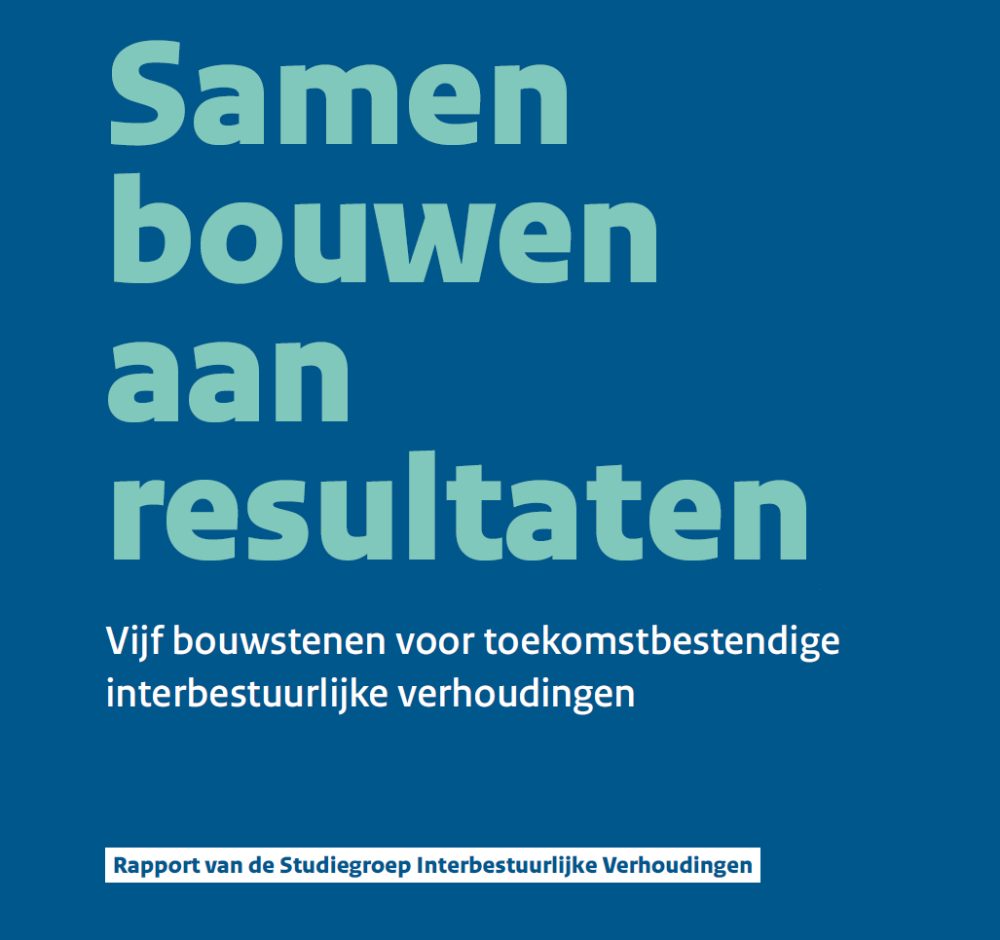 Samen
bouwen
aan
resultaten
Vijf bouwstenen voor toekomstbestendige
interbestuurlijke verhoudingen
Rapport van de Studiegroep Interbestuurlijke Verhoudingen